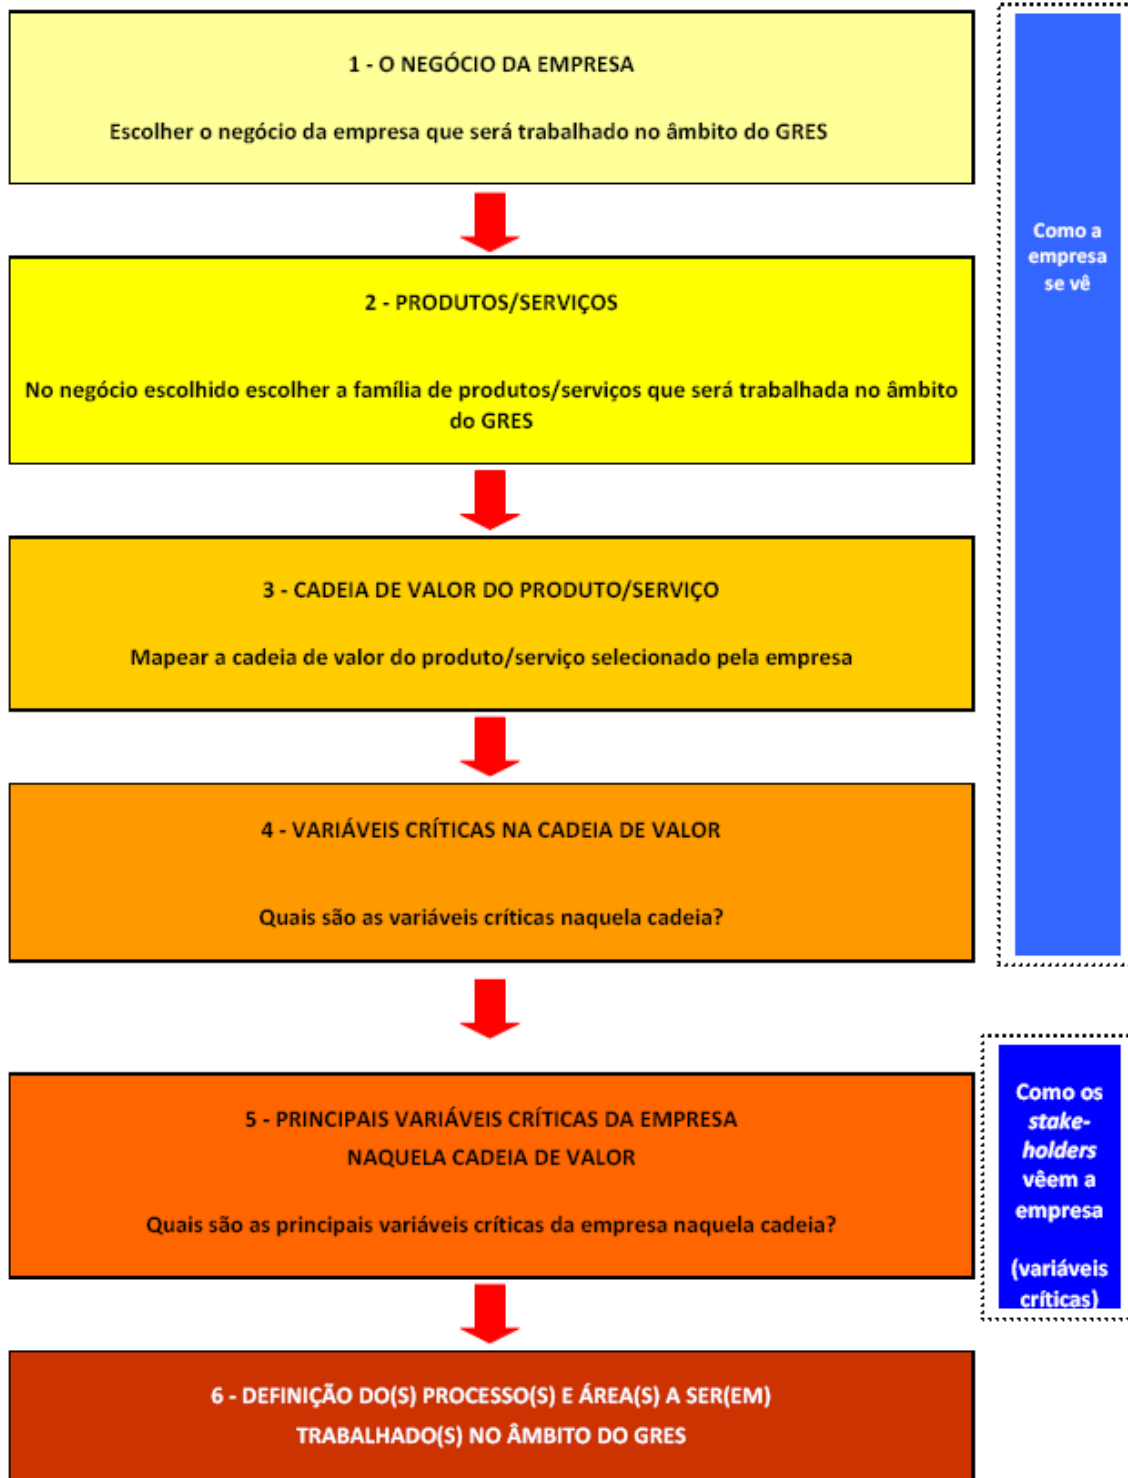 1 - O NEGÓCIO DA EMPRESA
Escolher o negócio da empresa que será trabalhado no âmbito do GRES
2 - PRODUTOS/SERVIÇOS
No negócio escolhido escolher a família de produtos/serviços que será trabalhada no âmbito
do GRES
3 - CADEIA DE VALOR DO PRODUTO/SERVIÇO
Mapear a cadeia de valor do produto/serviço selecionado pela empresa
4 - VARIÁVEIS CRÍTICAS NA CADEIA DE VALOR
Quais são as variáveis críticas naquela cadeia?
Como a
empresa
se vê
5 - PRINCIPAIS VARIÁVEIS CRÍTICAS DA EMPRESA
NAQUELA CADEIA DE VALOR
Quais são as principais variáveis críticas da empresa naquela cadeia?
Como os
stake-
holders
vêem a
empresa
(variáveis
críticas)
6 - DEFINIÇÃO DO(S) PROCESSO(S) E ÁREA(S) A SER(EM)
TRABALHADO(S) NO ÂMBITO DO GRES